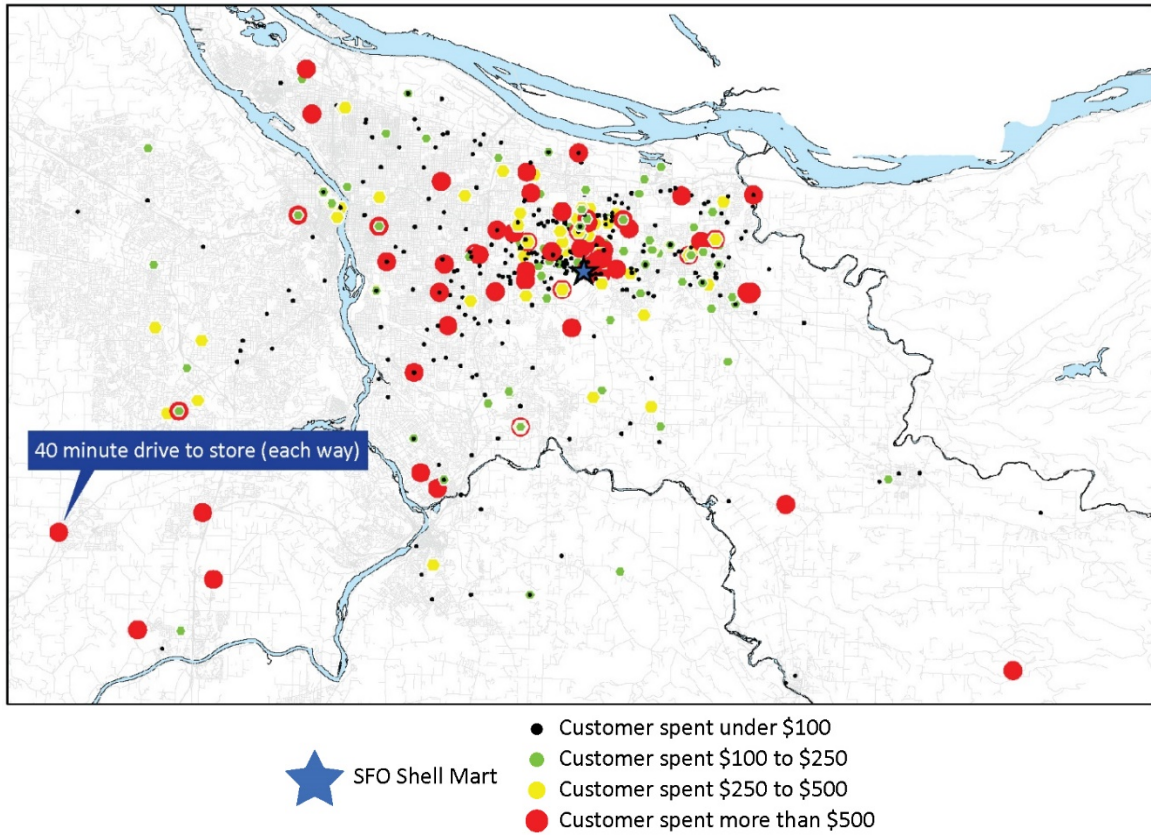 40 minute drive to store (each way)
SFO Shell Mart
Customer spent under $100
Customer spent $100 to $250
Customer spent $250 to $500
Customer spent more than $500